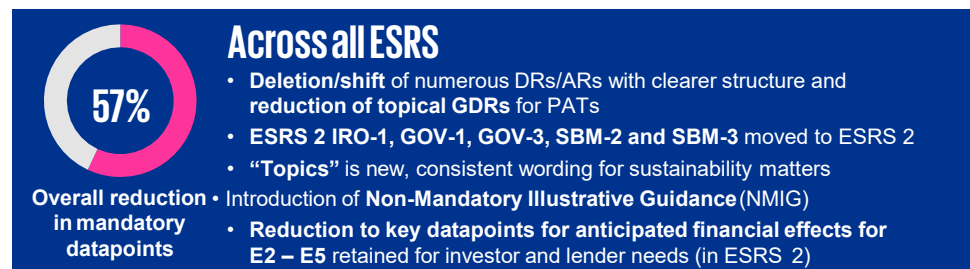 Across all ESRS
57%
• Deletion/shift of numerous DRs/ARs with clearer structure and
reduction of topical GDRs for PATs
• ESRS 2 IRO-1, GOV-1, GOV-3, SBM-2 and SBM-3 moved to ESRS 2
• “Topics” is new, consistent wording for sustainability matters
Overall reduction
in mandatory
datapoints
• Introduction of Non-Mandatory Illustrative Guidance (NMIG)
• Reduction to key datapoints for anticipated financial effects for
E2 – E5 retained for investor and lender needs (in ESRS 2)